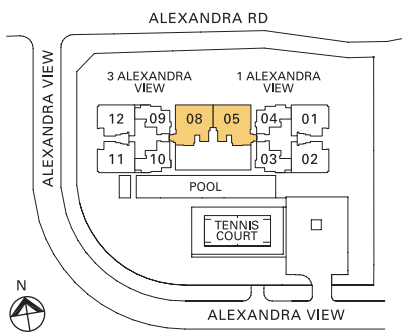 ALEXANDRA RD
ALEXANDRA VIEW
3 ALEXANDRA
VIEW
1 ALEXANDRA
VIEW
12
09
08
05
04
01
11
10
03
02
POOL
TENNIS
COURT
N
ALEXANDRA VIEW